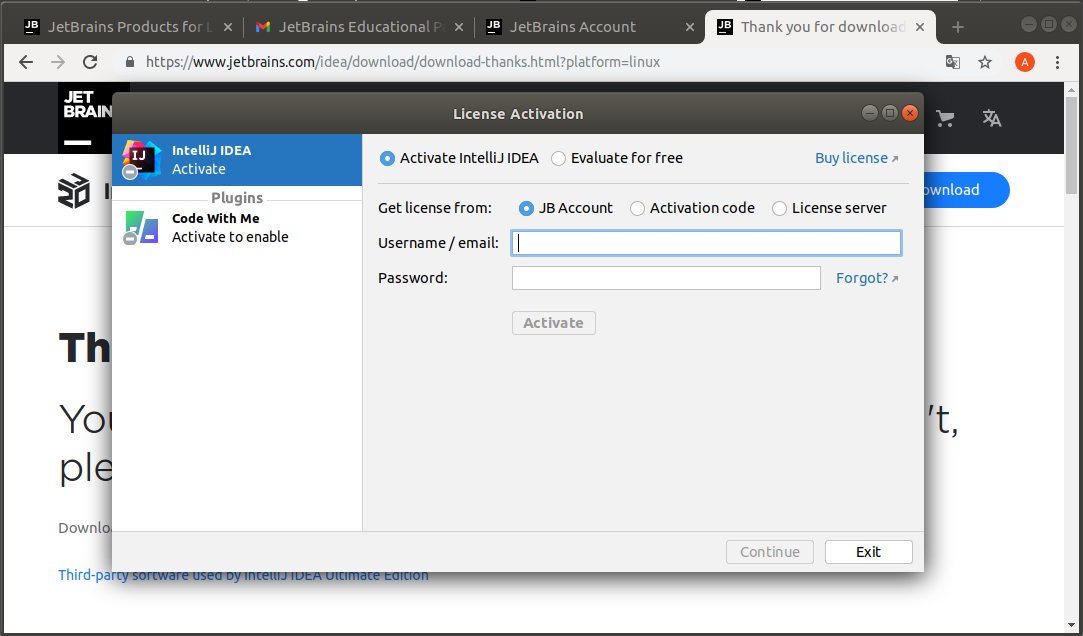 JetBrains Products for L
JetBrains Educational P
JetBrains Account
Thank you for download
https://www.jetbrains.com/idea/download/download-thanks.html?platform=linux
A
JET
BRAIN
License Activation
IntelliJ IDEA
Activate
Activate IntelliJ IDEA
Evaluate for free
Buy license
ownload
Plugins
Code With Me
Activate to enable
Get license from:
JB Account
Activation code
License server
Username / email:
Password:
Forgot?
Activate
Th
You
't,
ple
Downlo
Continue
Exit
Third-party software used by IntelliJ IDEA Ultimate Edition